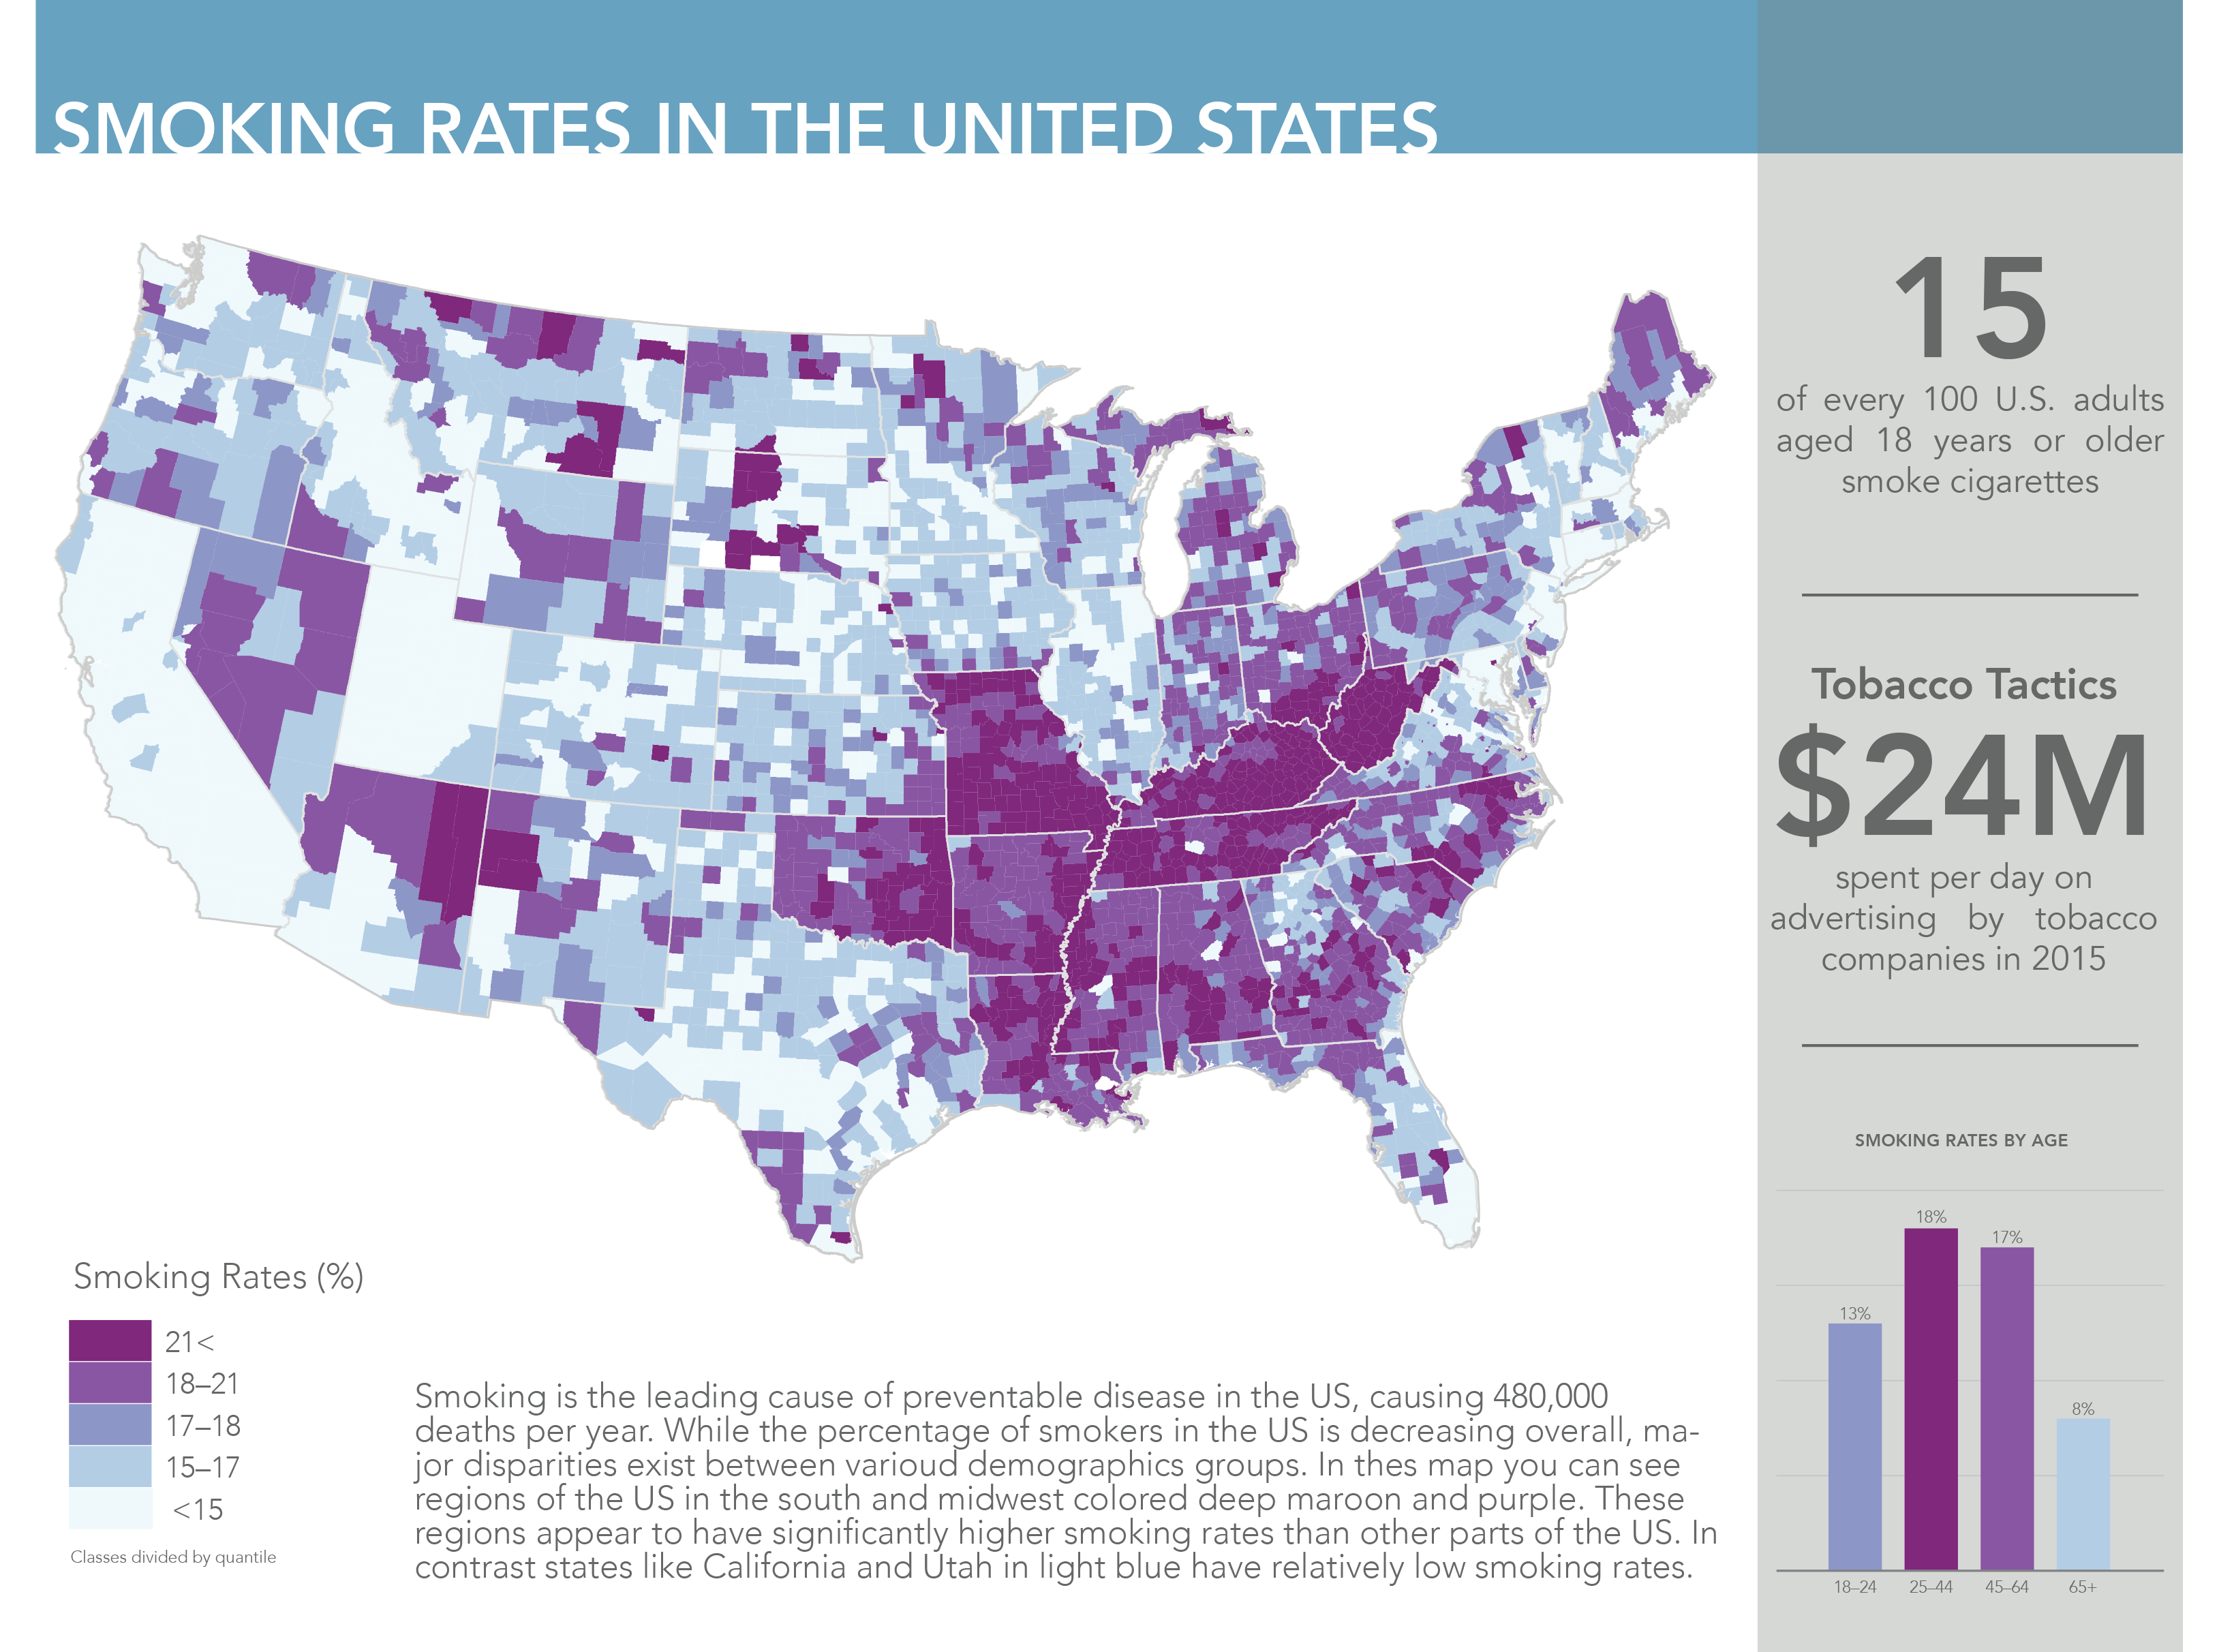 SMOKING RATES IN THE UNITED STATES
15
of every 100 U.S. adults
aged 18 years or older
smoke cigarettes
Tobacco Tactics
$24M
spent per day on
advertising by tobacco
companies in 2015
SMOKING RATES BY AGE
18%
17%
13%
8%
18–24
25–44
45–64
65+
Smoking Rates (%)
21<
18–21
17–18
15–17
<15
Classes divided by quantile
Smoking is the leading cause of preventable disease in the US, causing 480,000
deaths per year. While the percentage of smokers in the US is decreasing overall, ma-
jor disparities exist between varioud demographics groups. In thes map you can see
regions of the US in the south and midwest colored deep maroon and purple. These
regions appear to have significantly higher smoking rates than other parts of the US. In
contrast states like California and Utah in light blue have relatively low smoking rates.